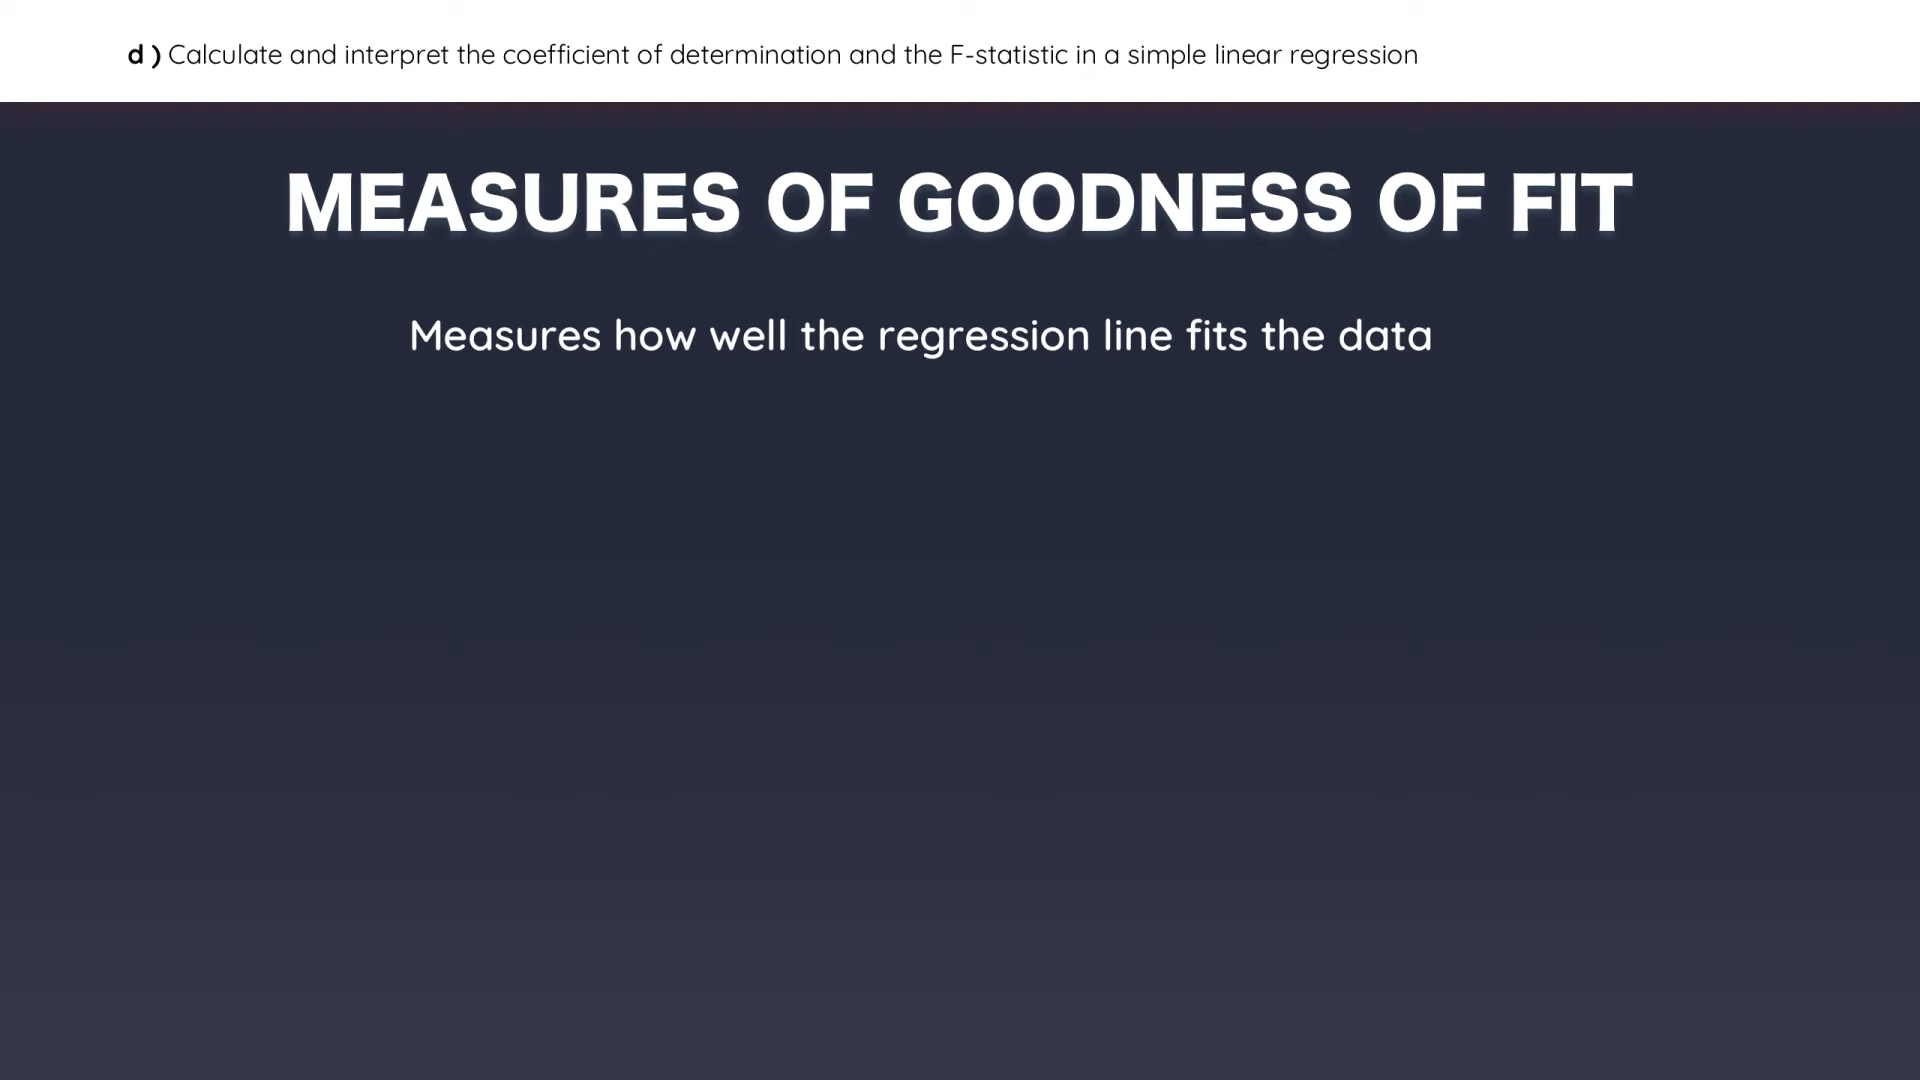 d ) Calculate and interpret the coefficient of determination and the F-statistic in a simple linear regression
MEASURES OF GOODNESS OF FIT
Measures how well the regression line fits the data